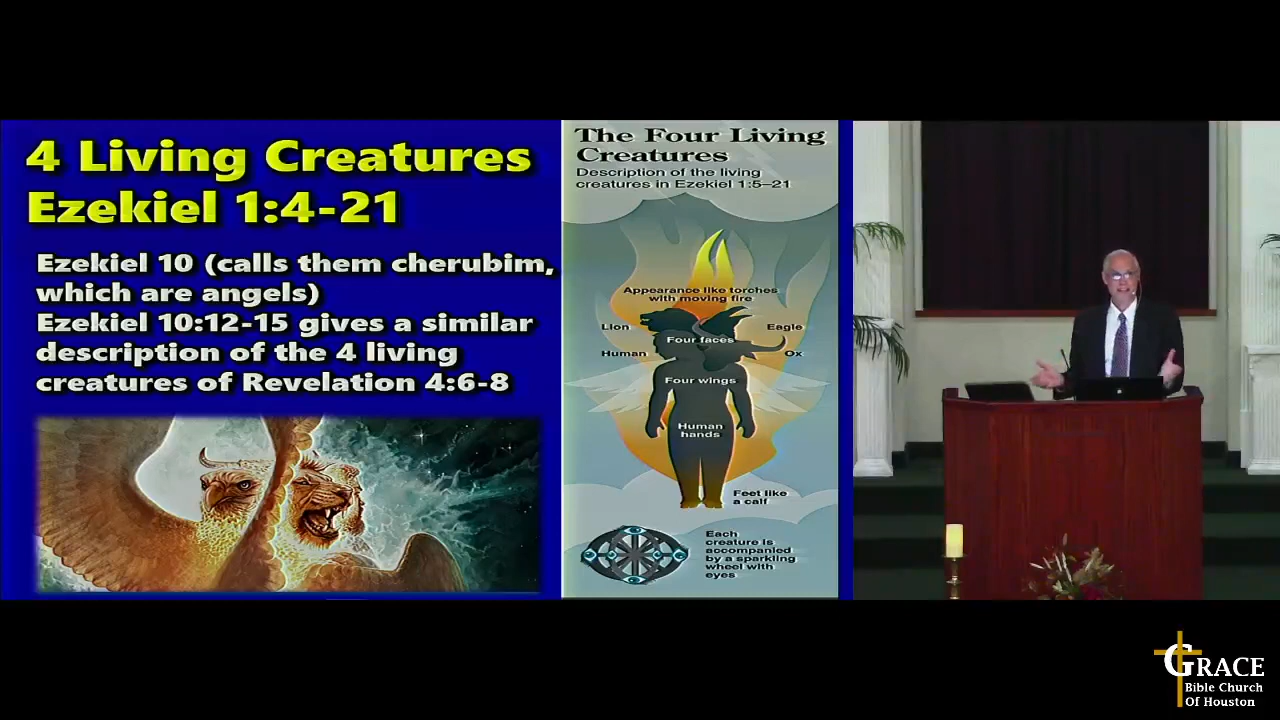 4 Living Creatures
Ezekiel 1:4-21
Ezekiel 10 (calls them cherubim,
which are angels)
Ezekiel 10:12-15 gives a similar
description of the 4 living
creatures of Revelation 4:6-8
The Four Living
Creatures
Description of the living
creatures in Ezekiel 1:5–21
Appearance like torches
with moving fire
Lion
Eagle
Four faces
Human
Ox
Four wings
Human
hands
Feet like
a calf
Each
creature is
accompanied
by a sparkling
wheel with
eyes
GRACE
Bible Church
Of Houston